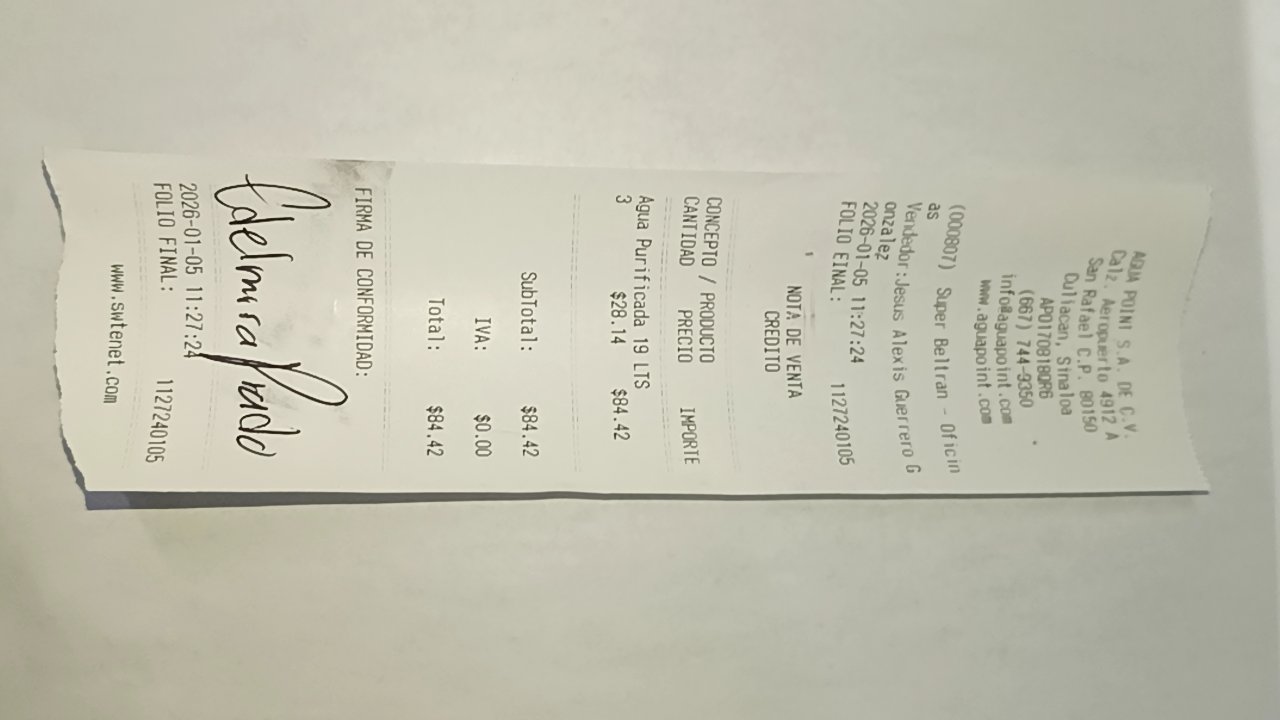 AGUA POINT S.A. DE C.V.
Calz. Aeropuerto 4912 A
San Rafael C.P. 80150
Culiacan, Sinaloa
APO170818QR6
(667) 744-9350
info@aguapoint.com
www.aguapoint.com
(000807) Super Beltran - Oficin
as
Vendedor:Jesus Alexis Guerrero G
onzalez
2026-01-05 11:27:24
FOLIO FINAL: 1127240105
NOTA DE VENTA
CREDITO
CONCEPTO / PRODUCTO
CANTIDAD PRECIO IMPORTE
Agua Purificada 19 LTS
3 $28.14 $84.42
SubTotal: $84.42
IVA: $0.00
Total: $84.42
FIRMA DE CONFORMIDAD:
Edelmira Prado
2026-01-05 11:27:24
FOLIO FINAL: 1127240105
www.swtenet.com